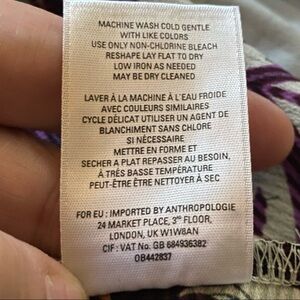 MACHINE WASH COLD GENTLE
WITH LIKE COLORS
USE ONLY NON-CHLORINE BLEACH
RESHAPE LAY FLAT TO DRY
LOW IRON AS NEEDED
MAY BE DRY CLEANED
LAVER À LA MACHINE À L'EAU FROIDE
AVEC COULEURS SIMILAIRES
CYCLE DÉLICAT UTILISER UN AGENT DE
BLANCHIMENT SANS CHLORE
SI NÉCESSAIRE
METTRE EN FORME ET
SECHER A PLAT REPASSER AU BESOIN,
À TRÉS BASSE TEMPÉRATURE
PEUT-ÊTRE ÊTRE NETTOYER À SEC
FOR EU : IMPORTED BY ANTHROPOLOGIE
24 MARKET PLACE, 3RD FLOOR,
LONDON, UK W1W8AN
CIF : VAT No. GB 684936382
OB442837